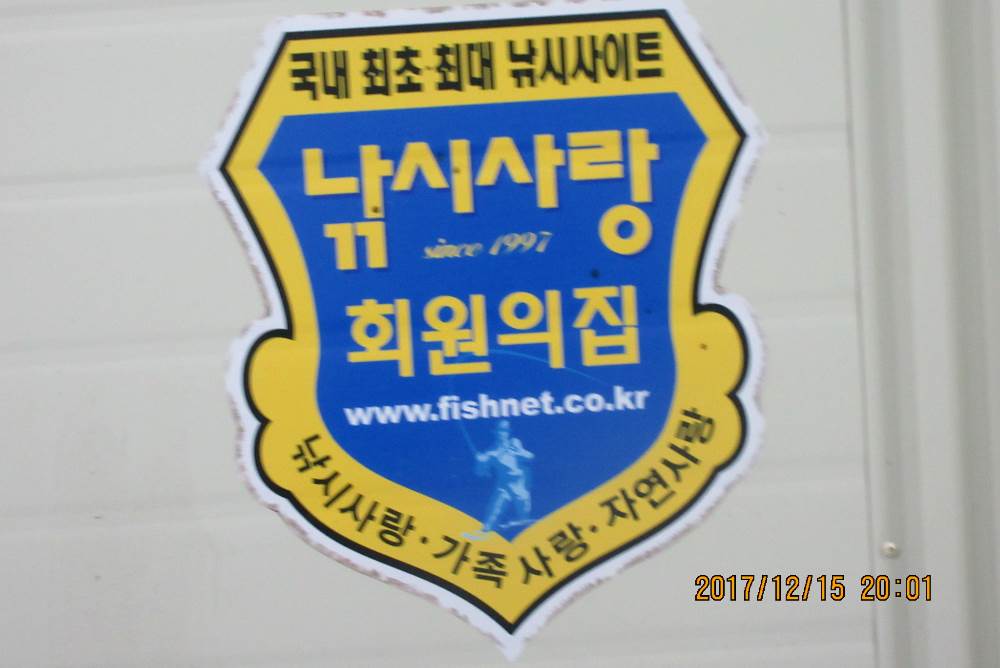 국내 최초·최대 낚시사이트
낚시사랑
since 1997
회원의집
www.fishnet.co.kr
낚시사랑·가족사랑·자연사랑
2017/12/15 20:01